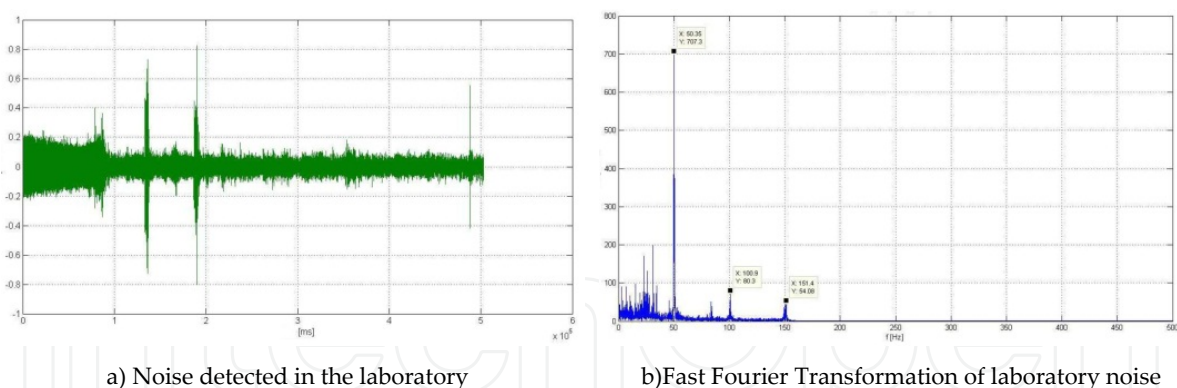 1
0.8
0.6
0.4
0.2
0
-0.2
-0.4
-0.6
-0.8
-1
0 1 2 3 4 5 6
[ms]
800
700
600
500
400
300
200
100
0
X: 50.35
Y: 707.3
X: 100.9
Y: 80.3
X: 151.4
Y: 54.08
0 50 100 150 200 250 300 350 400 450 500
f [Hz]
a) Noise detected in the laboratory
b)Fast Fourier Transformation of laboratory noise